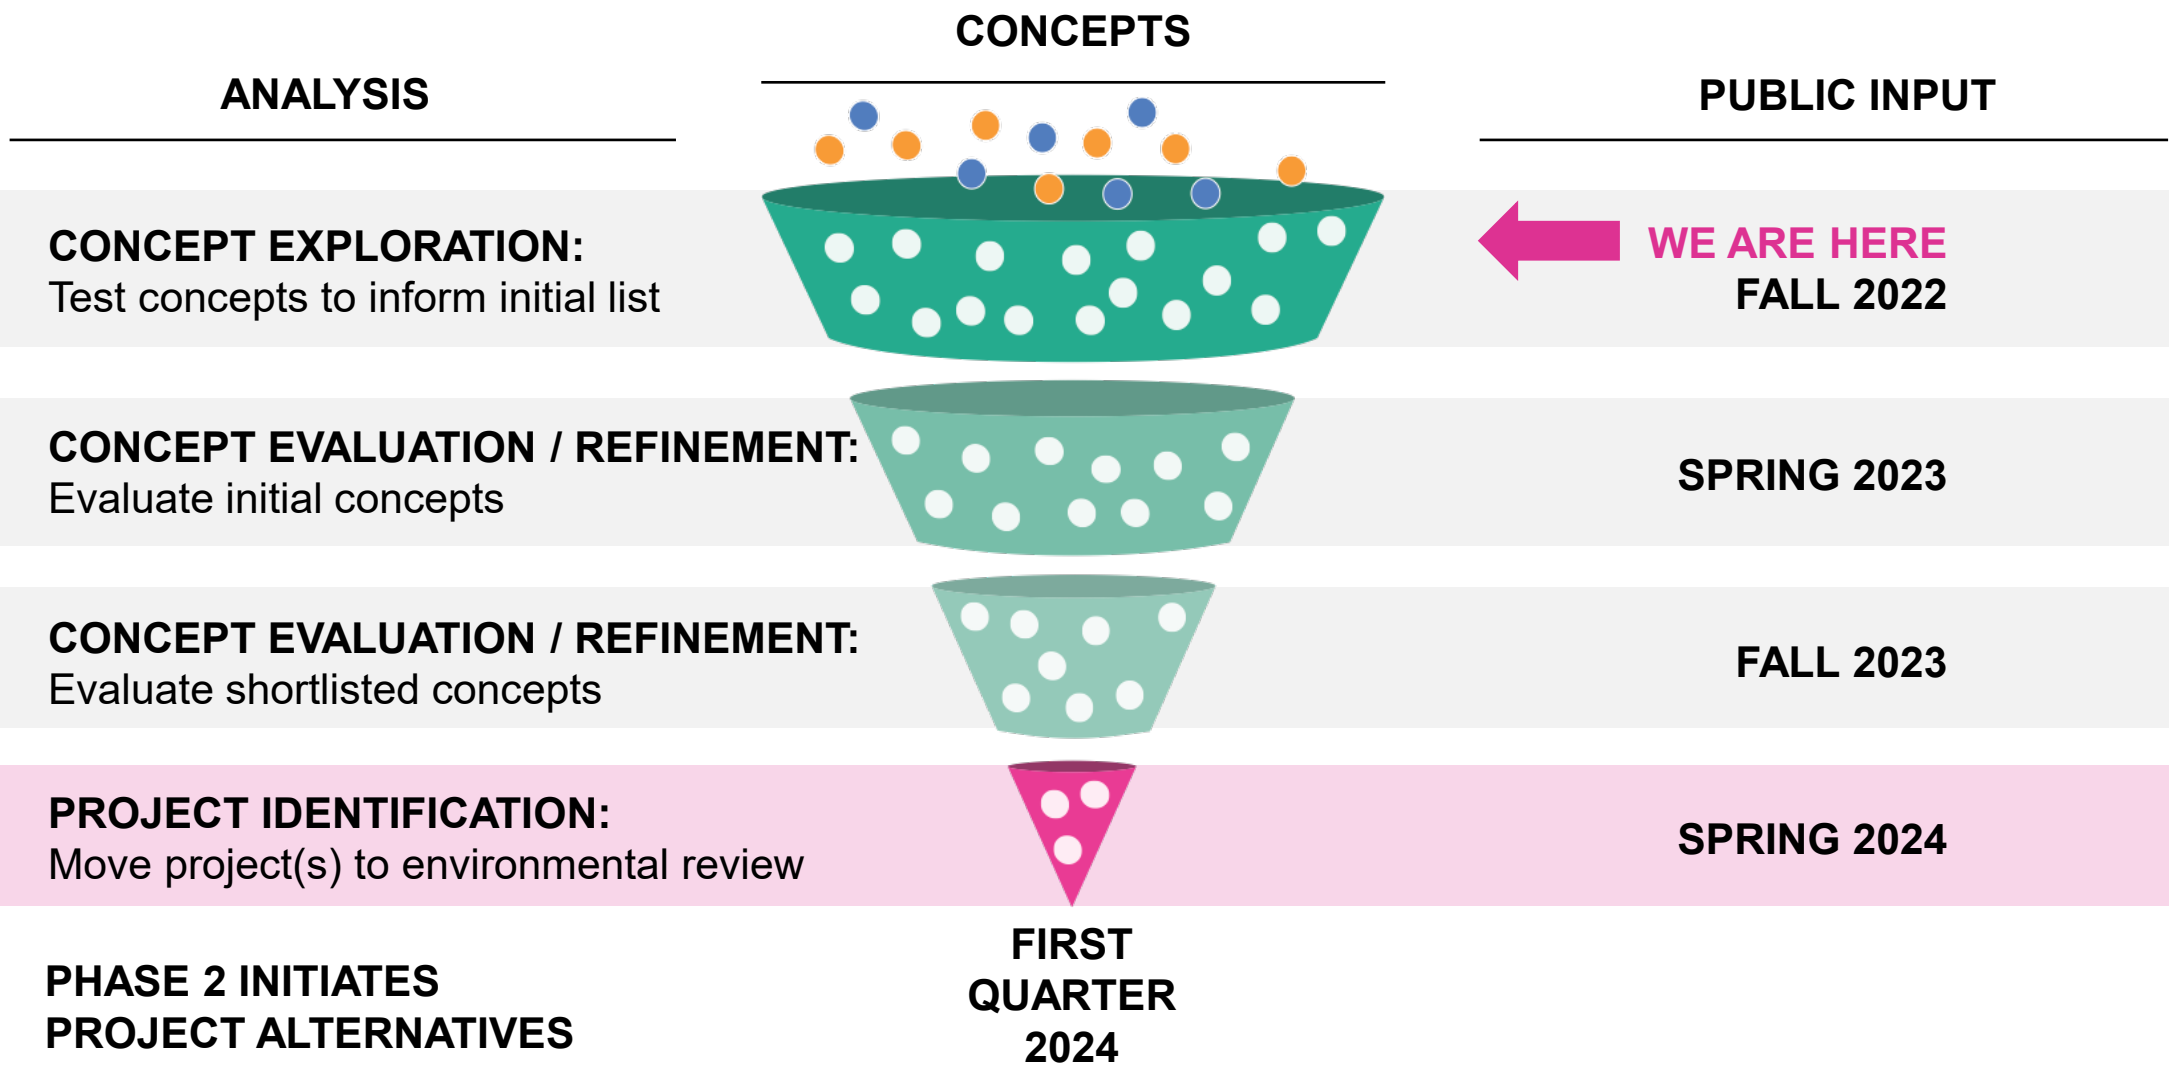 CONCEPTS
ANALYSIS
PUBLIC INPUT
CONCEPT EXPLORATION:
Test concepts to inform initial list
WE ARE HERE
FALL 2022
CONCEPT EVALUATION / REFINEMENT:
Evaluate initial concepts
SPRING 2023
CONCEPT EVALUATION / REFINEMENT:
Evaluate shortlisted concepts
FALL 2023
PROJECT IDENTIFICATION:
Move project(s) to environmental review
SPRING 2024
PHASE 2 INITIATES
PROJECT ALTERNATIVES
FIRST
QUARTER
2024